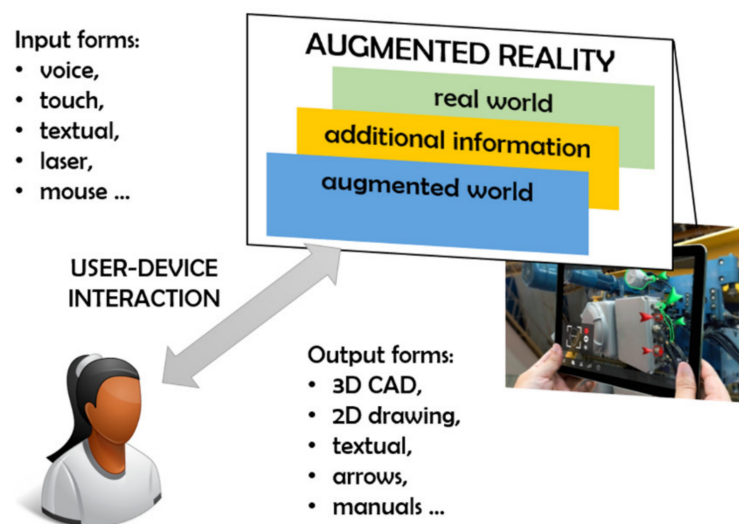 Input forms:
• voice,
• touch,
• textual,
• laser,
• mouse ...
AUGMENTED REALITY
real world
additional information
augmented world
USER-DEVICE
INTERACTION
Output forms:
• 3D CAD,
• 2D drawing,
• textual,
• arrows,
• manuals ...